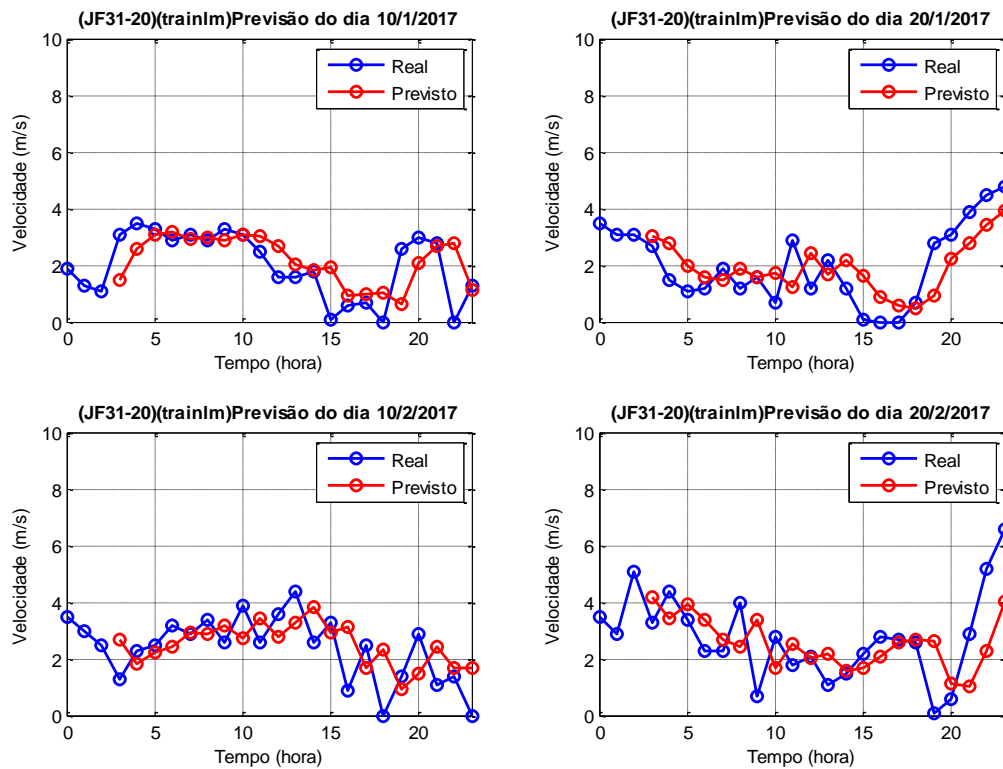 (JF31-20)(trainlm)Previsão do dia 10/1/2017
10
8
6
4
2
0
Velocidade (m/s)
Real
Previsto
0 5 10 15 20
Tempo (hora)
(JF31-20)(trainlm)Previsão do dia 20/1/2017
10
8
6
4
2
0
Velocidade (m/s)
Real
Previsto
0 5 10 15 20
Tempo (hora)
(JF31-20)(trainlm)Previsão do dia 10/2/2017
10
8
6
4
2
0
Velocidade (m/s)
Real
Previsto
0 5 10 15 20
Tempo (hora)
(JF31-20)(trainlm)Previsão do dia 20/2/2017
10
8
6
4
2
0
Velocidade (m/s)
Real
Previsto
0 5 10 15 20
Tempo (hora)